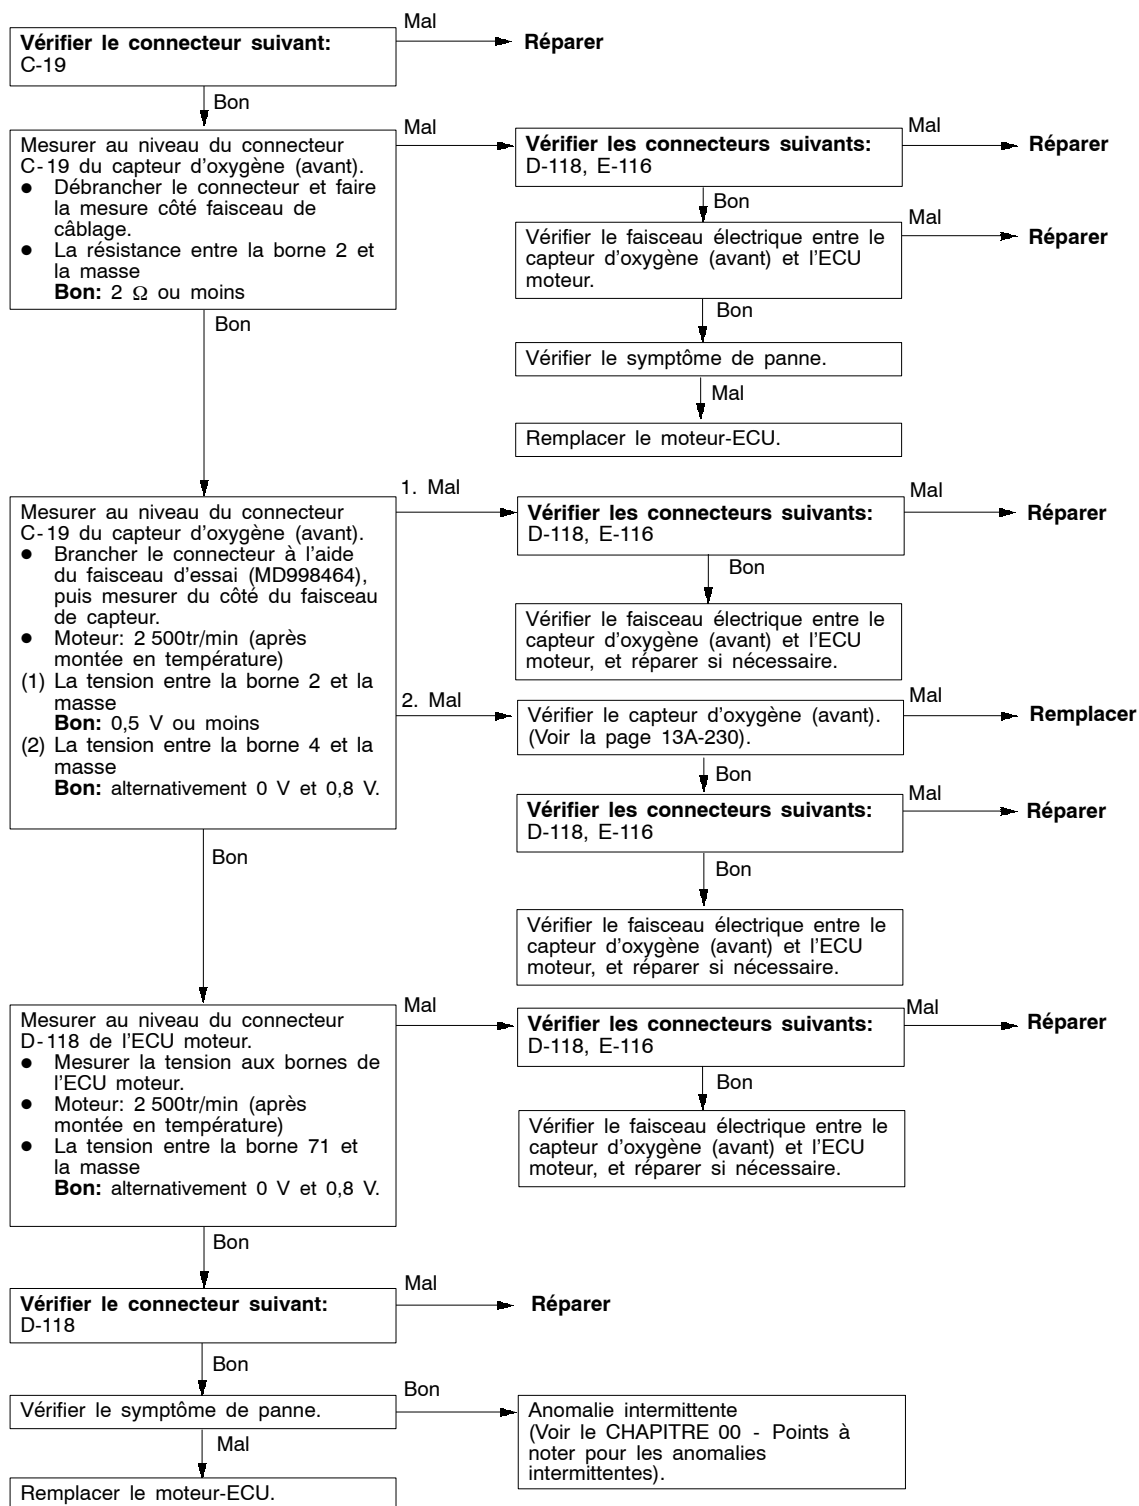 Mal
Vérifier le connecteur suivant:
C-19
Réparer
Bon
Mesurer au niveau du connecteur
C-19 du capteur d'oxygène (avant).
● Débrancher le connecteur et faire
la mesure côté faisceau de
câblage.
● La résistance entre la borne 2 et
la masse
Bon: 2 Ω ou moins
Mal
Vérifier les connecteurs suivants:
D-118, E-116
Mal
Réparer
Bon
Vérifier le faisceau électrique entre le
capteur d'oxygène (avant) et l'ECU
moteur.
Mal
Réparer
Bon
Vérifier le symptôme de panne.
Mal
Remplacer le moteur-ECU.
Bon
Mesurer au niveau du connecteur
C-19 du capteur d'oxygène (avant).
● Brancher le connecteur à l'aide
du faisceau d'essai (MD998464),
puis mesurer du côté du faisceau
de capteur.
● Moteur: 2 500tr/min (après
montée en température)
(1) La tension entre la borne 2 et la
masse
Bon: 0,5 V ou moins
(2) La tension entre la borne 4 et la
masse
Bon: alternativement 0 V et 0,8 V.
1. Mal
Vérifier les connecteurs suivants:
D-118, E-116
Mal
Réparer
Bon
Vérifier le faisceau électrique entre le
capteur d'oxygène (avant) et l'ECU
moteur, et réparer si nécessaire.
2. Mal
Vérifier le capteur d'oxygène (avant).
(Voir la page 13A-230).
Mal
Remplacer
Bon
Vérifier les connecteurs suivants:
D-118, E-116
Mal
Réparer
Bon
Vérifier le faisceau électrique entre le
capteur d'oxygène (avant) et l'ECU
moteur, et réparer si nécessaire.
Bon
Mesurer au niveau du connecteur
D-118 de l'ECU moteur.
● Mesurer la tension aux bornes de
l'ECU moteur.
● Moteur: 2 500tr/min (après
montée en température)
● La tension entre la borne 71 et
la masse
Bon: alternativement 0 V et 0,8 V.
Mal
Vérifier les connecteurs suivants:
D-118, E-116
Mal
Réparer
Bon
Vérifier le faisceau électrique entre le
capteur d'oxygène (avant) et l'ECU
moteur, et réparer si nécessaire.
Bon
Vérifier le connecteur suivant:
D-118
Mal
Réparer
Bon
Vérifier le symptôme de panne.
Bon
Anomalie intermittente
(Voir le CHAPITRE 00 - Points à
noter pour les anomalies
intermittentes).
Mal
Remplacer le moteur-ECU.